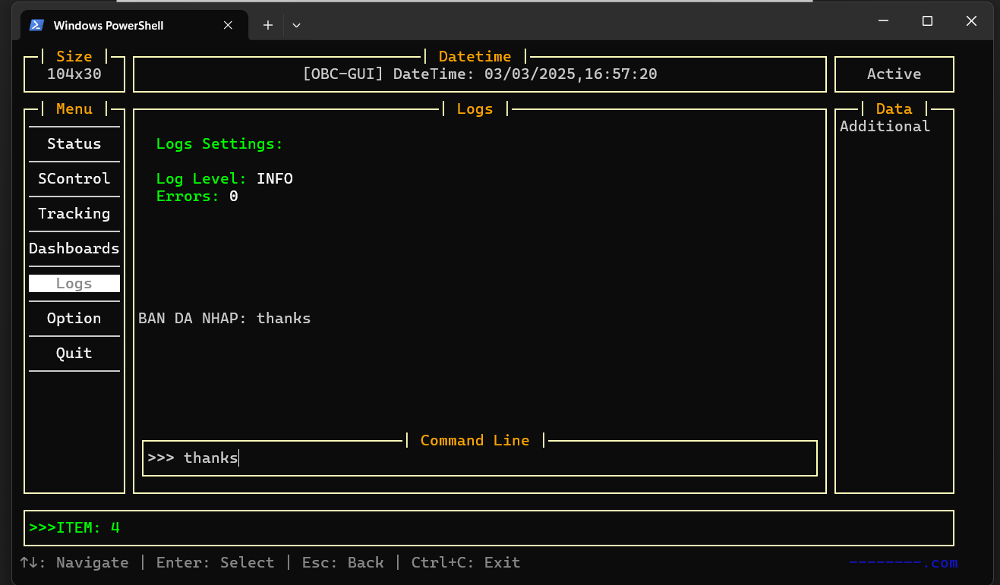 Windows PowerShell
Size
104x30
Datetime
[OBC-GUI] DateTime: 03/03/2025,16:57:20
Active
Menu
Status
SControl
Tracking
Dashboards
Logs
Option
Quit
Logs
Logs Settings:
Log Level: INFO
Errors: 0
BAN DA NHAP: thanks
Command Line
>>> thanks
Data
Additional
>>>ITEM: 4
↑↓: Navigate | Enter: Select | Esc: Back | Ctrl+C: Exit
--------.com